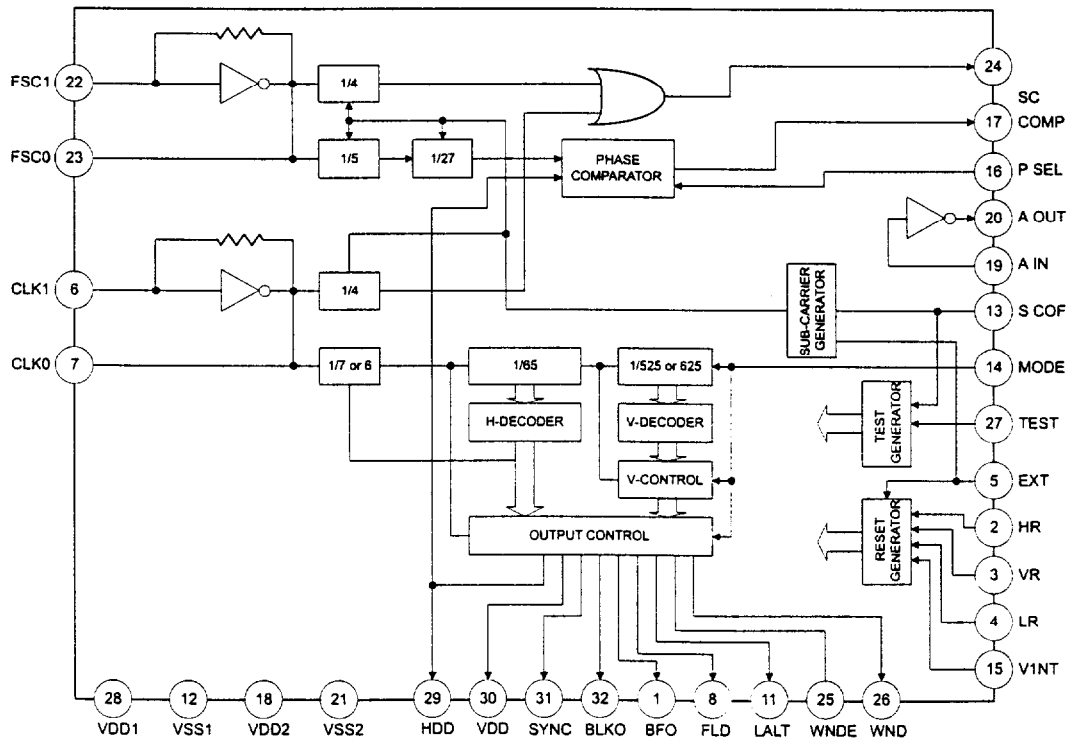 FSC1
22
1/4
24
SC
17
COMP
FSC0
23
1/5
1/27
PHASE
COMPARATOR
16
P SEL
20
A OUT
19
A IN
CLK1
6
1/4
SUB-CARRIER
GENERATOR
13
S COF
CLK0
7
1/7 or 6
1/65
1/525 or 625
14
MODE
H-DECODER
V-DECODER
TEST
GENERATOR
27
TEST
V-CONTROL
5
EXT
OUTPUT CONTROL
RESET
GENERATOR
2
HR
3
VR
4
LR
15
V1NT
28
12
18
21
29
30
31
32
1
8
11
25
26
VDD1
VSS1
VDD2
VSS2
HDD
VDD
SYNC
BLKO
BFO
FLD
LALT
WNDE
WND